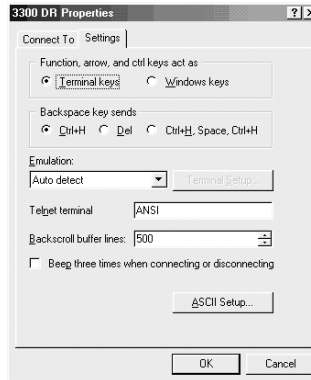 3300 DR Properties
Connect To Settings
Function, arrow, and ctrl keys act as
Terminal keys Windows keys
Backspace key sends
Ctrl+H Del Ctrl+H, Space, Ctrl+H
Emulation:
Auto detect Terminal Setup...
Telnet terminal ANSI
Backscroll buffer lines: 500
Beep three times when connecting or disconnecting
ASCII Setup...
OK Cancel